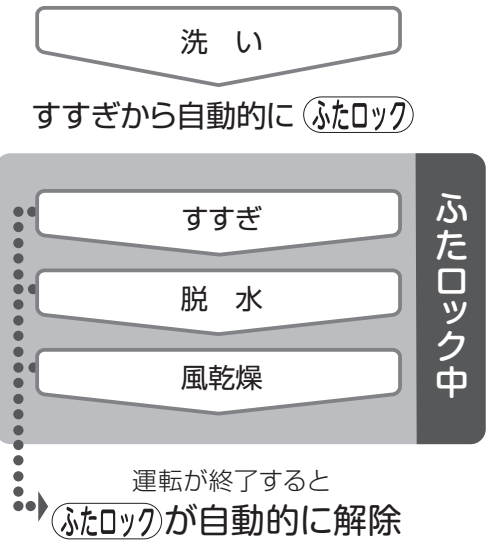 洗 い
すすぎから自動的に ふたロック
すすぎ
脱 水
風乾燥
ふたロック中
運転が終了すると
ふたロックが自動的に解除